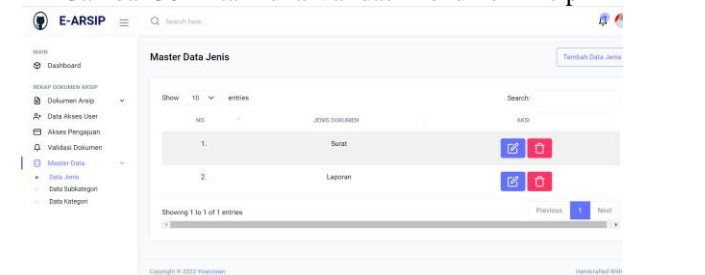 E-ARSIP
Search here...
MAIN
Dashboard
REKAP DOKUMEN ARSIP
Dokumen Arsip
Data Akses User
Akses Pengajuan
Validasi Dokumen
Master Data
Data Jenis
Data Subkategori
Data Kategori
Master Data Jenis
Tambah Data Jenis
Show 10 entries
Search:
NO JENIS DOKUMEN AKSI
1. Surat
2. Laporan
Showing 1 to 1 of 1 entries
Previous 1 Next
Copyright © 2022 Yourclown.
Handcrafted With